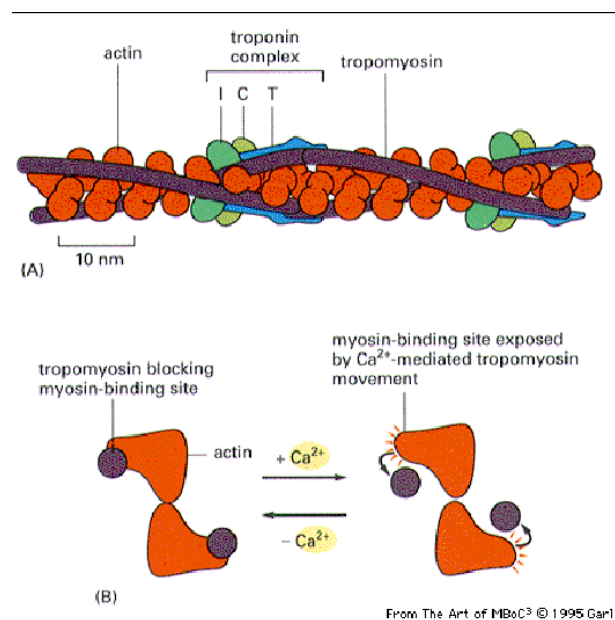 troponin
complex
actin
tropomyosin
I C T
10 nm
(A)
myosin-binding site exposed
by Ca²⁺-mediated tropomyosin
movement
tropomyosin blocking
myosin-binding site
actin
+ Ca²⁺
− Ca²⁺
(B)
From The Art of MBoC³ © 1995 Garl